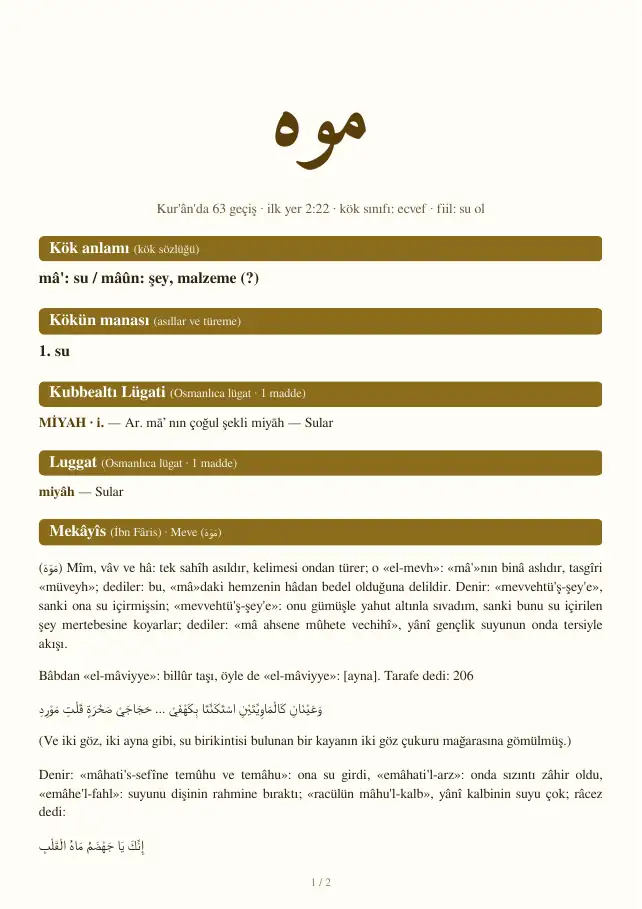 موه
Kur'ân'da 63 geçiş · ilk yer 2:22 · kök sınıfı: ecvef · fiil: su ol
Kök anlamı (kök sözlüğü)
mâ': su / mâûn: şey, malzeme (?)
Kökün manası (asıllar ve türeme)
1. su
Kubbealtı Lügati (Osmanlıca lügat · 1 madde)
MİYAH · i. — Ar. mā' nın çoğul şekli miyāh — Sular
Luggat (Osmanlıca lügat · 1 madde)
miyâh — Sular
Mekâyîs (İbn Fâris) · Meve (مَوَهَ)
(مَوَهَ) Mîm, vâv ve hâ: tek sahîh asıldır, kelimesi ondan türer; o «el-mevh»: «mâ'»nın binâ aslıdır, tasgîri
«müveyh»; dediler: bu, «mâ»daki hemzenin hâdan bedel olduğuna delildir. Denir: «mevvehtü'ş-şey'e»,
sanki ona su içirmişsin; «mevvehtü'ş-şey'e»: onu gümüşle yahut altınla sıvadım, sanki bunu su içirilen
şey mertebesine koyarlar; dediler: «mâ ahsene mûhete vechihî», yânî gençlik suyunun onda tersiyle
akışı.
Bâbdan «el-mâviyye»: billûr taşı, öyle de «el-mâviyye»: [ayna]. Tarafe dedi: 206
وَعَيْنَانِ كَالْمَاوِيَّتَيْنِ اسْتَكَنَّتَا بِكَهْفَيْ ... حَجَاجَيْ صَخْرَةٍ قَلْتِ مَوْرِدِ
(Ve iki göz, iki ayna gibi, su birikintisi bulunan bir kayanın iki göz çukuru mağarasına gömülmüş.)
Denir: «mâhati's-sefîne temûhu ve temâhu»: ona su girdi, «emâhati'l-arz»: onda sızıntı zâhir oldu,
«emâhe'l-fahl»: suyunu dişinin rahmine bıraktı; «racülün mâhu'l-kalb», yânî kalbinin suyu çok; râcez
dedi:
إِنَّكَ يَا جَهْضَمُ مَاهُ الْقَلْبِ
1 / 2